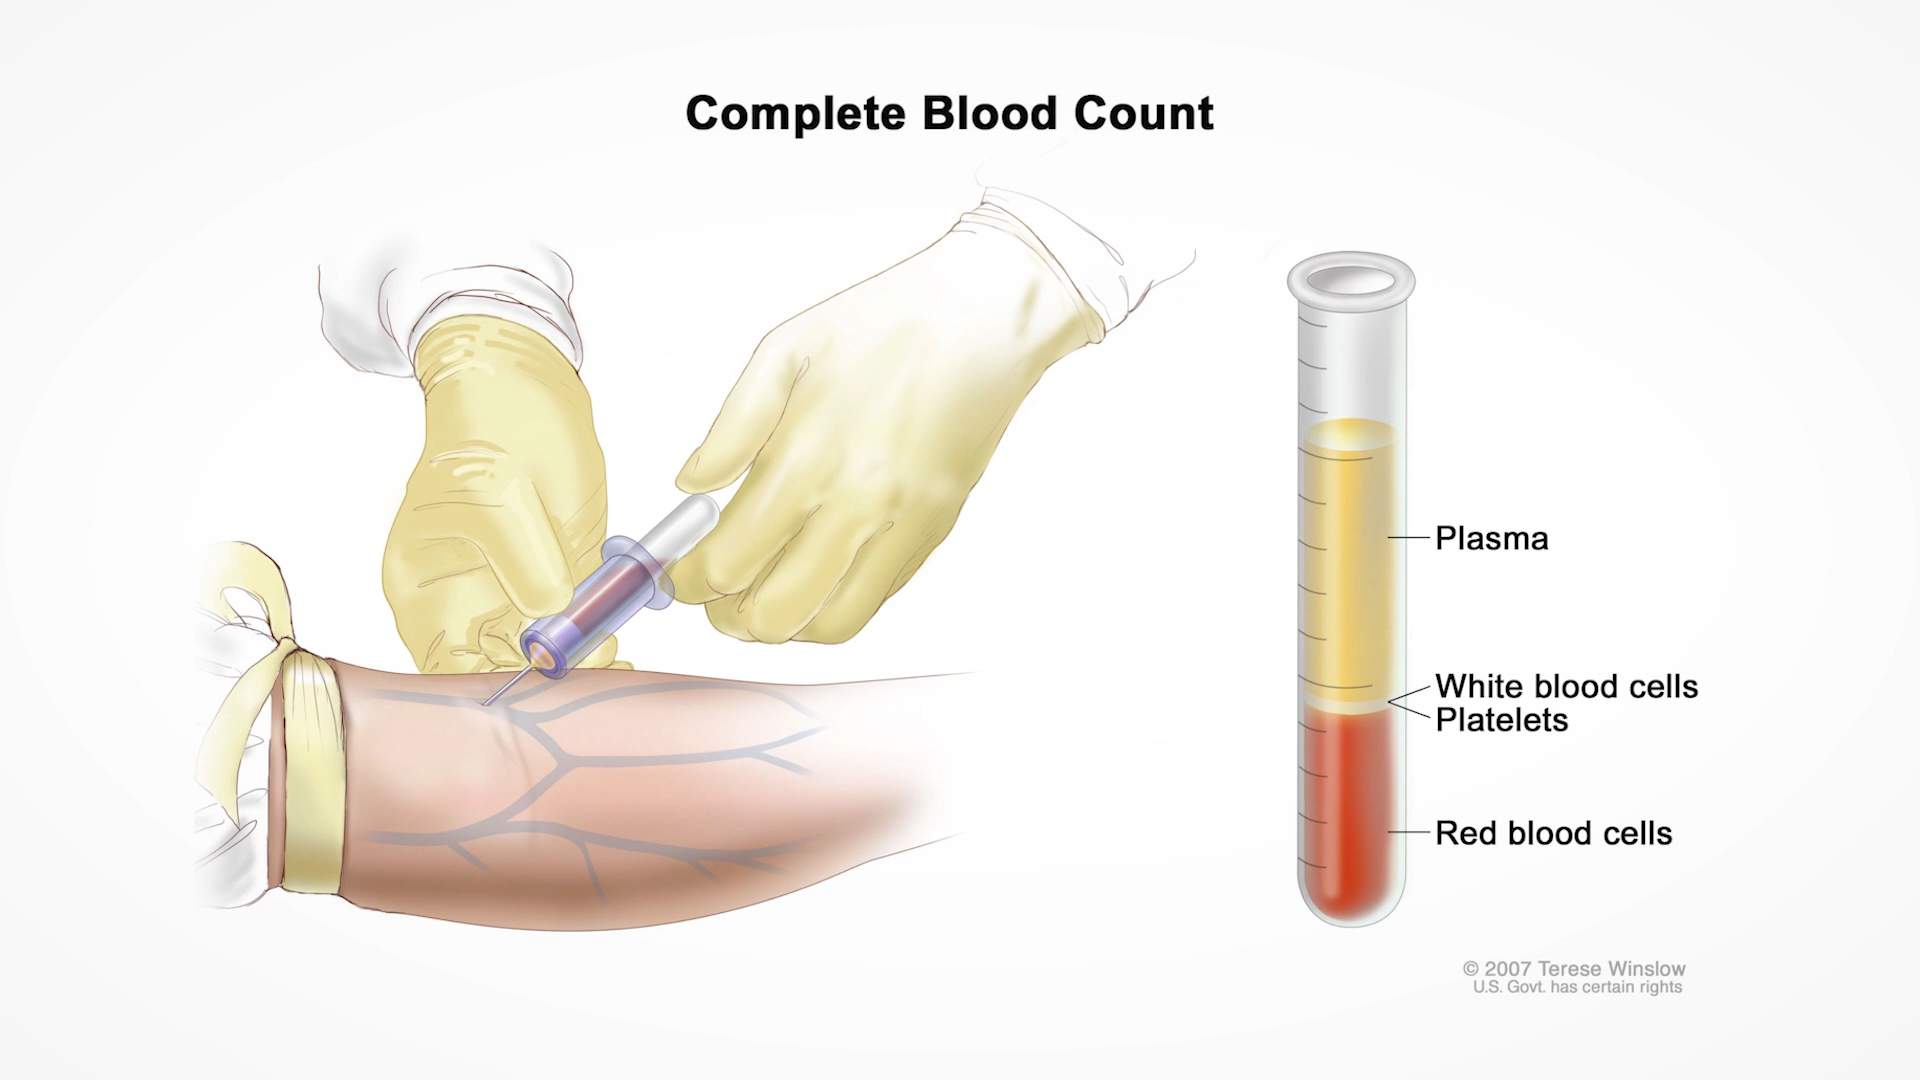 Complete Blood Count
Plasma
White blood cells
Platelets
Red blood cells
© 2007 Terese Winslow
U.S. Govt. has certain rights